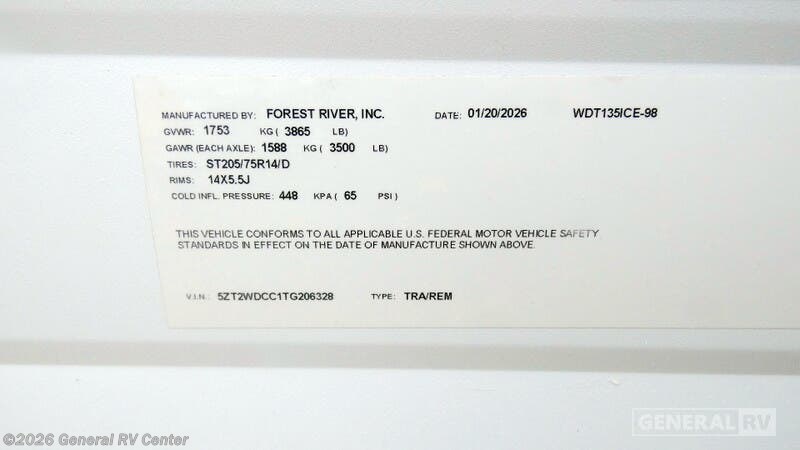 MANUFACTURED BY: FOREST RIVER, INC. DATE: 01/20/2026 WDT135ICE-98
GVWR: 1753 KG ( 3865 LB)
GAWR (EACH AXLE): 1588 KG ( 3500 LB)
TIRES: ST205/75R14/D
RIMS: 14X5.5J
COLD INFL. PRESSURE: 448 KPA ( 65 PSI )
THIS VEHICLE CONFORMS TO ALL APPLICABLE U.S. FEDERAL MOTOR VEHICLE SAFETY
STANDARDS IN EFFECT ON THE DATE OF MANUFACTURE SHOWN ABOVE.
V.I.N.: 5ZT2WDCC1TG206328 TYPE: TRA/REM
GENERAL RV
©2026 General RV Center